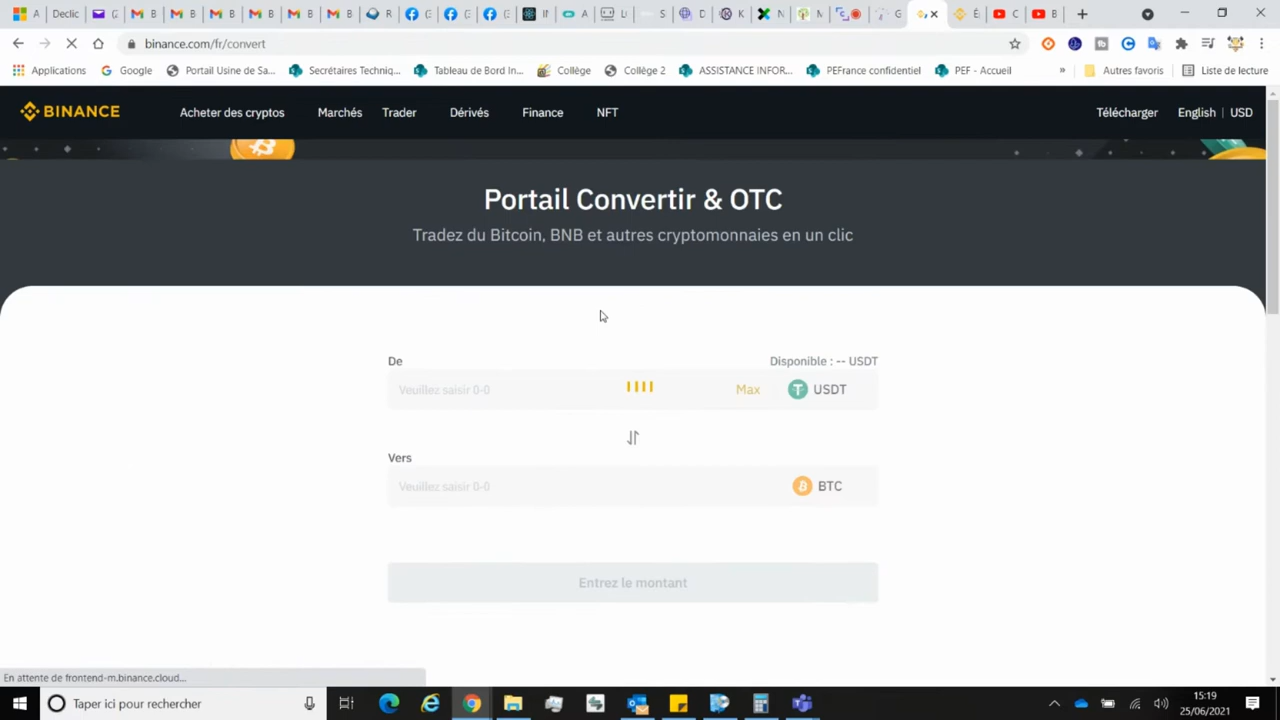 A Declic G M B M B M B M B M B M B R
binance.com/fr/convert
Applications Google Portail Usine de Sa... Secrétaires Techniq... Tableau de Bord In... Collège Collège 2 ASSISTANCE INFOR... PEFrance confidentiel PEF - Accueil » Autres favoris Liste de lecture
BINANCE Acheter des cryptos Marchés Trader Dérivés Finance NFT Télécharger English | USD
Portail Convertir & OTC
Tradez du Bitcoin, BNB et autres cryptomonnaies en un clic
De Disponible : -- USDT
Veuillez saisir 0-0 Max USDT
Vers
Veuillez saisir 0-0 BTC
Entrez le montant
En attente de frontend-m.binance.cloud...
Taper ici pour rechercher
15:19
25/06/2021